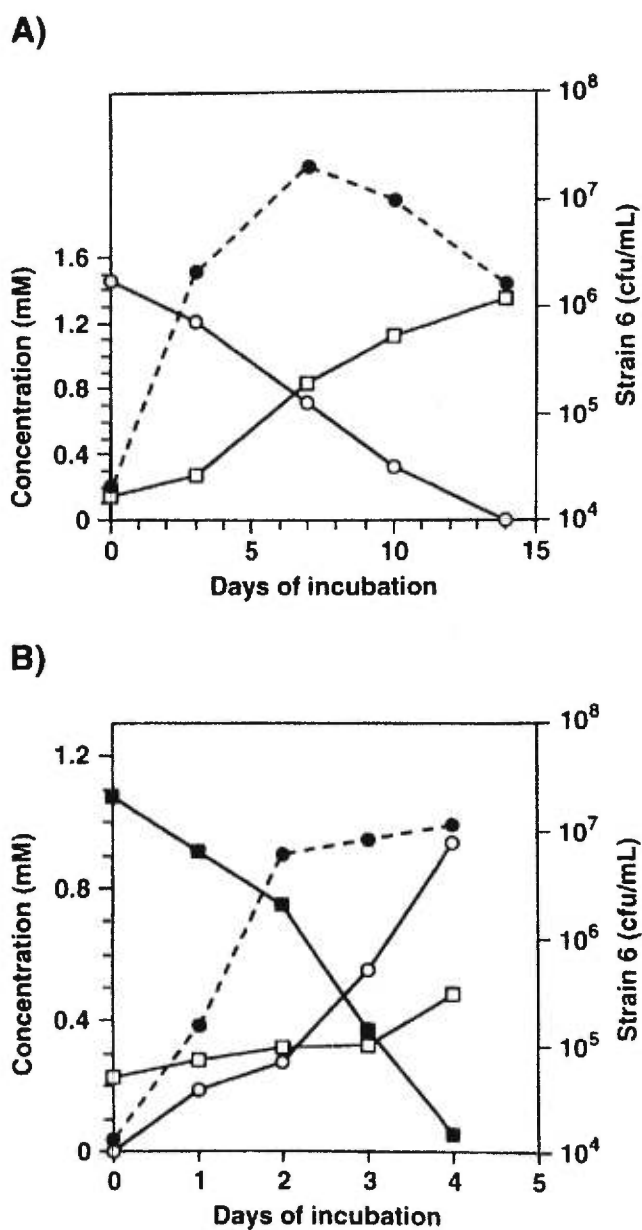 A)
10^8
10^7
10^6
10^5
10^4
1.6
1.2
0.8
0.4
0
Concentration (mM)
Strain 6 (cfu/mL)
0 5 10 15
Days of incubation
B)
10^8
10^7
10^6
10^5
10^4
1.2
0.8
0.4
0
Concentration (mM)
Strain 6 (cfu/mL)
0 1 2 3 4 5
Days of incubation